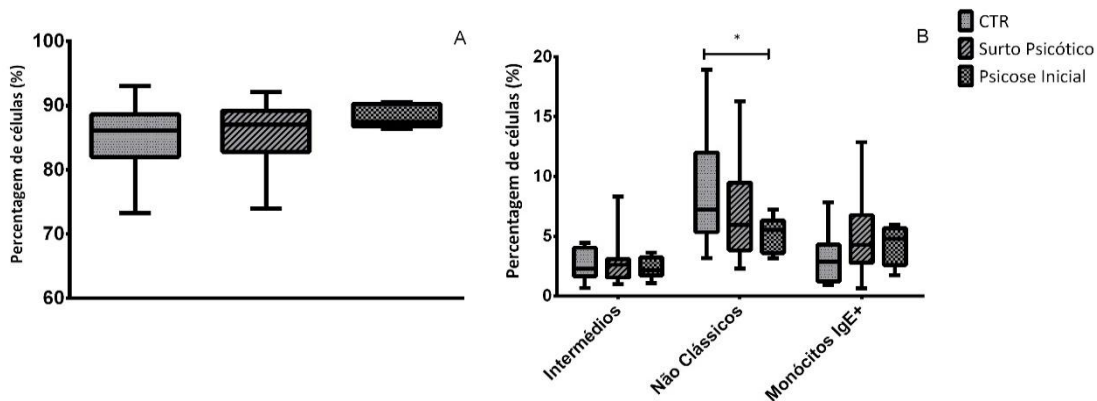 A
Percentagem de células (%)
100
90
80
70
60
B
Percentagem de células (%)
20
15
10
5
0
*
Intermédios
Não Clássicos
Monócitos IgE+
CTR
Surto Psicótico
Psicose Inicial